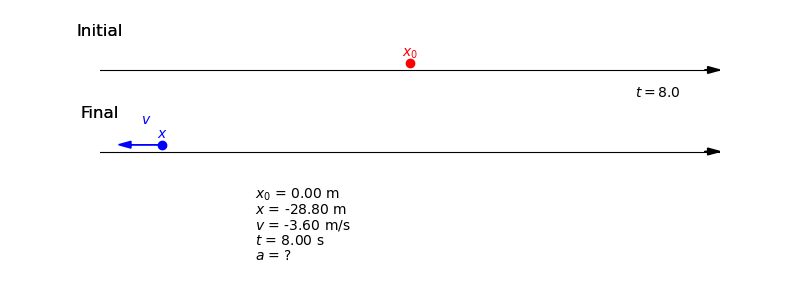 Initial
x₀
t = 8.0
Final
v
x
x₀ = 0.00 m
x = -28.80 m
v = -3.60 m/s
t = 8.00 s
a = ?